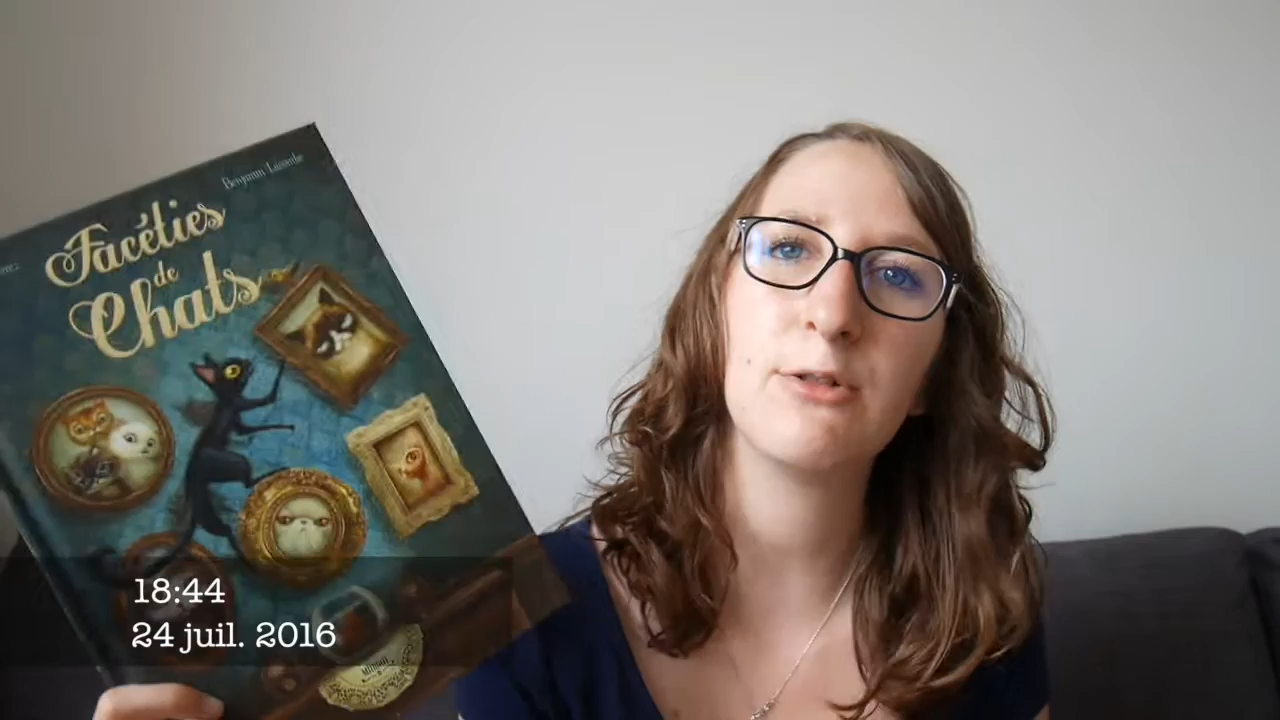 Benjamin Lacombe
Facéties
de
Chats
18:44
24 juil. 2016